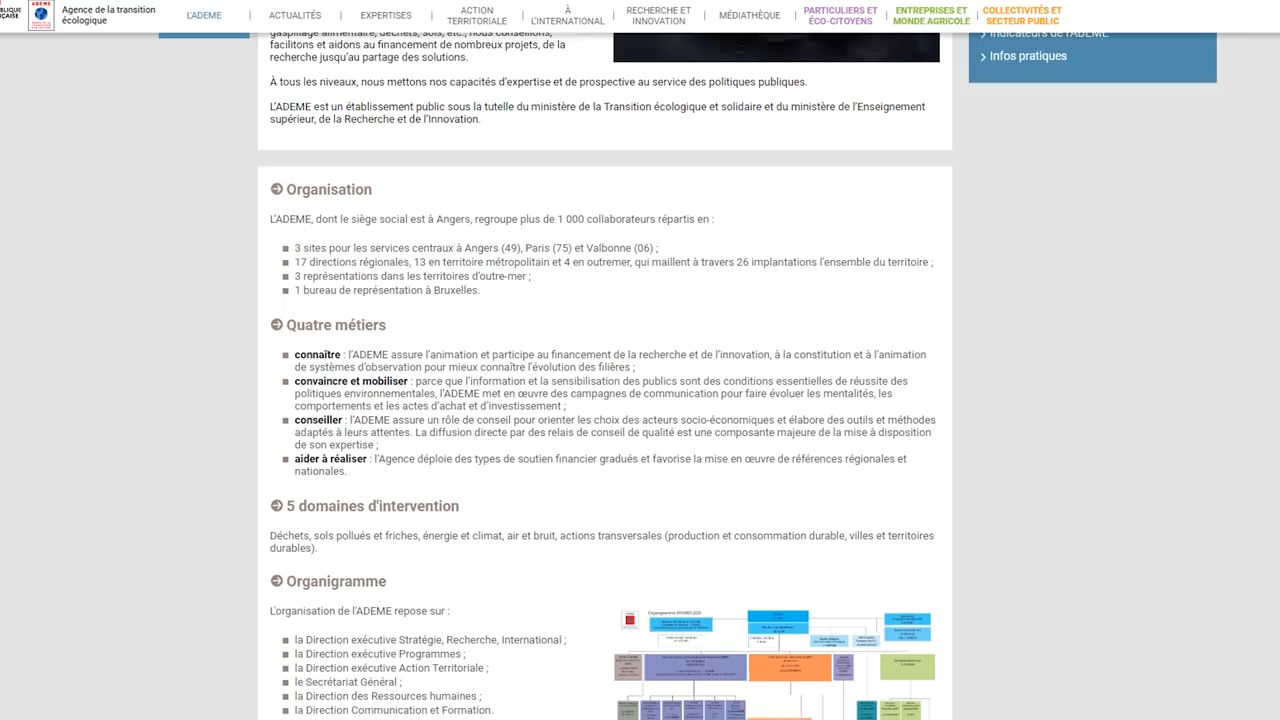 Agence de la transition
écologique
L'ADEME
ACTUALITÉS
EXPERTISES
ACTION
TERRITORIALE
À
L'INTERNATIONAL
RECHERCHE ET
INNOVATION
MÉDIATHÈQUE
PARTICULIERS ET
ÉCO-CITOYENS
ENTREPRISES ET
MONDE AGRICOLE
COLLECTIVITÉS ET
SECTEUR PUBLIC
gaspillage alimentaire, déchets, sols, etc., nous conseillons,
facilitons et aidons au financement de nombreux projets, de la
recherche jusqu'au partage des solutions.
À tous les niveaux, nous mettons nos capacités d'expertise et de prospective au service des politiques publiques.
L'ADEME est un établissement public sous la tutelle du ministère de la Transition écologique et solidaire et du ministère de l'Enseignement
supérieur, de la Recherche et de l'Innovation.
Indicateurs de l'ADEME
Infos pratiques
Organisation
L'ADEME, dont le siège social est à Angers, regroupe plus de 1 000 collaborateurs répartis en :
3 sites pour les services centraux à Angers (49), Paris (75) et Valbonne (06) ;
17 directions régionales, 13 en territoire métropolitain et 4 en outremer, qui maillent à travers 26 implantations l'ensemble du territoire ;
3 représentations dans les territoires d'outre-mer ;
1 bureau de représentation à Bruxelles.
Quatre métiers
connaître : l'ADEME assure l'animation et participe au financement de la recherche et de l'innovation, à la constitution et à l'animation
de systèmes d'observation pour mieux connaître l'évolution des filières ;
convaincre et mobiliser : parce que l'information et la sensibilisation des publics sont des conditions essentielles de réussite des
politiques environnementales, l'ADEME met en œuvre des campagnes de communication pour faire évoluer les mentalités, les
comportements et les actes d'achat et d'investissement ;
conseiller : l'ADEME assure un rôle de conseil pour orienter les choix des acteurs socio-économiques et élabore des outils et méthodes
adaptés à leurs attentes. La diffusion directe par des relais de conseil de qualité est une composante majeure de la mise à disposition
de son expertise ;
aider à réaliser : l'Agence déploie des types de soutien financier gradués et favorise la mise en œuvre de références régionales et
nationales.
5 domaines d'intervention
Déchets, sols pollués et friches, énergie et climat, air et bruit, actions transversales (production et consommation durable, villes et territoires
durables).
Organigramme
L'organisation de l'ADEME repose sur :
la Direction exécutive Stratégie, Recherche, International ;
la Direction exécutive Programmes ;
la Direction exécutive Action Territoriale ;
le Secrétariat Général ;
la Direction des Ressources humaines ;
la Direction Communication et Formation.